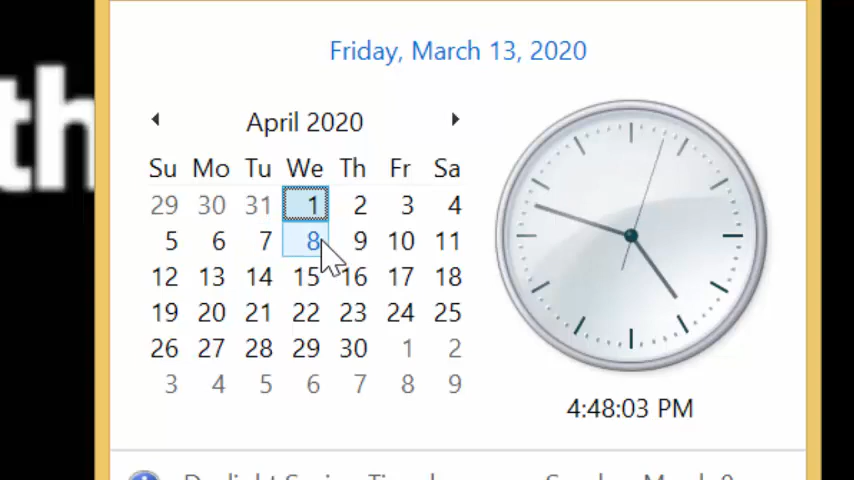 th
Friday, March 13, 2020
April 2020
Su Mo Tu We Th Fr Sa
29 30 31 1 2 3 4
5 6 7 8 9 10 11
12 13 14 15 16 17 18
19 20 21 22 23 24 25
26 27 28 29 30 1 2
3 4 5 6 7 8 9
4:48:03 PM